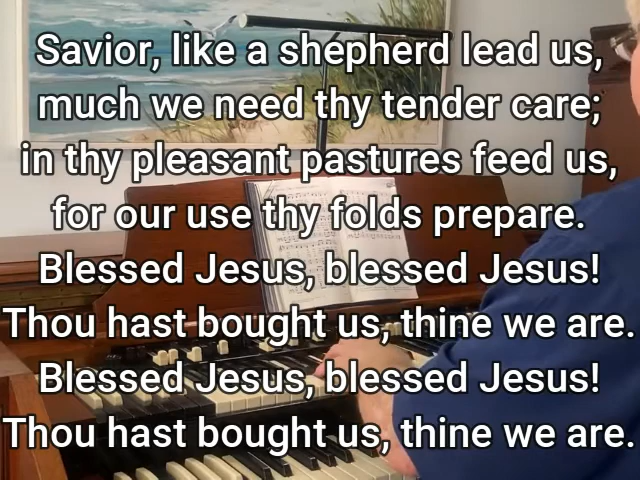 Savior, like a shepherd lead us,
much we need thy tender care;
in thy pleasant pastures feed us,
for our use thy folds prepare.
Blessed Jesus, blessed Jesus!
Thou hast bought us, thine we are.
Blessed Jesus, blessed Jesus!
Thou hast bought us, thine we are.